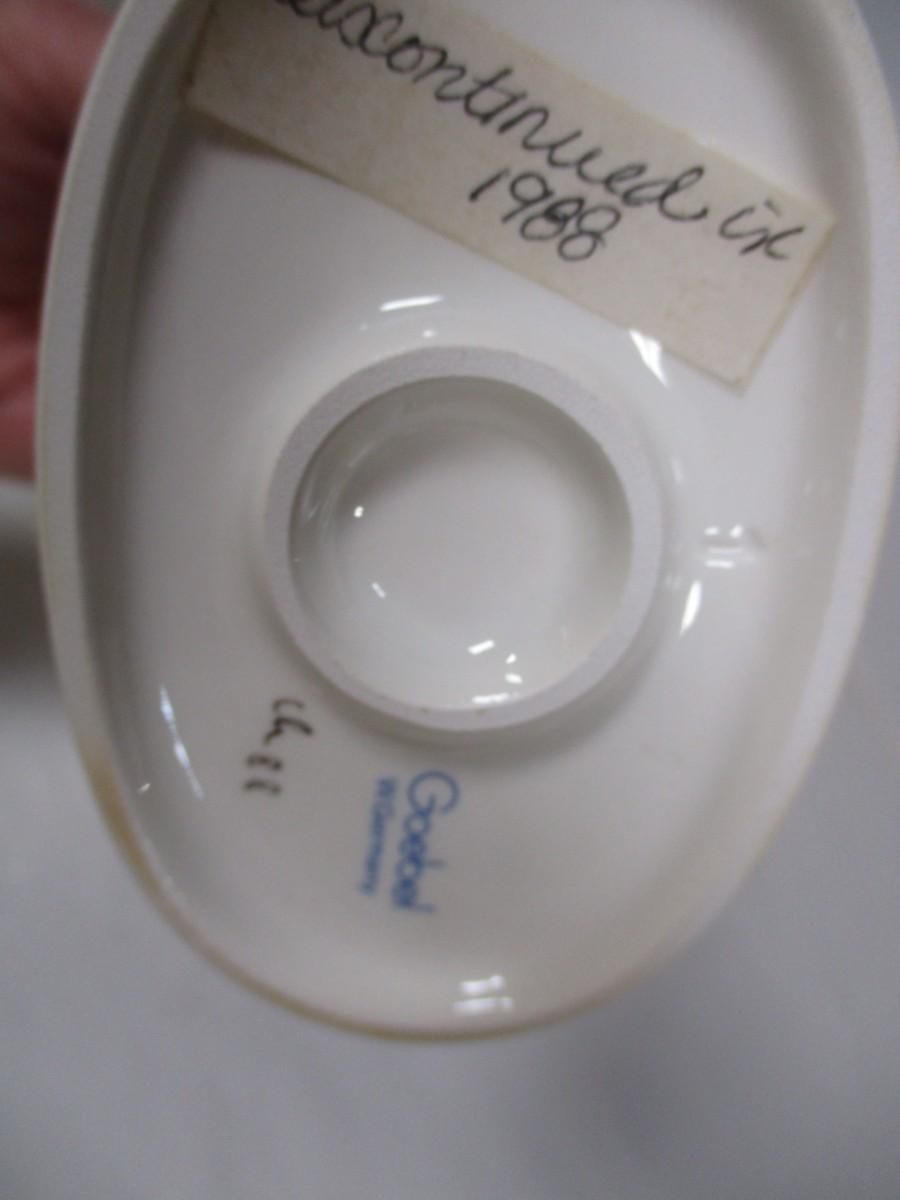 Discontinued in
1988
Goebel
W.Germany